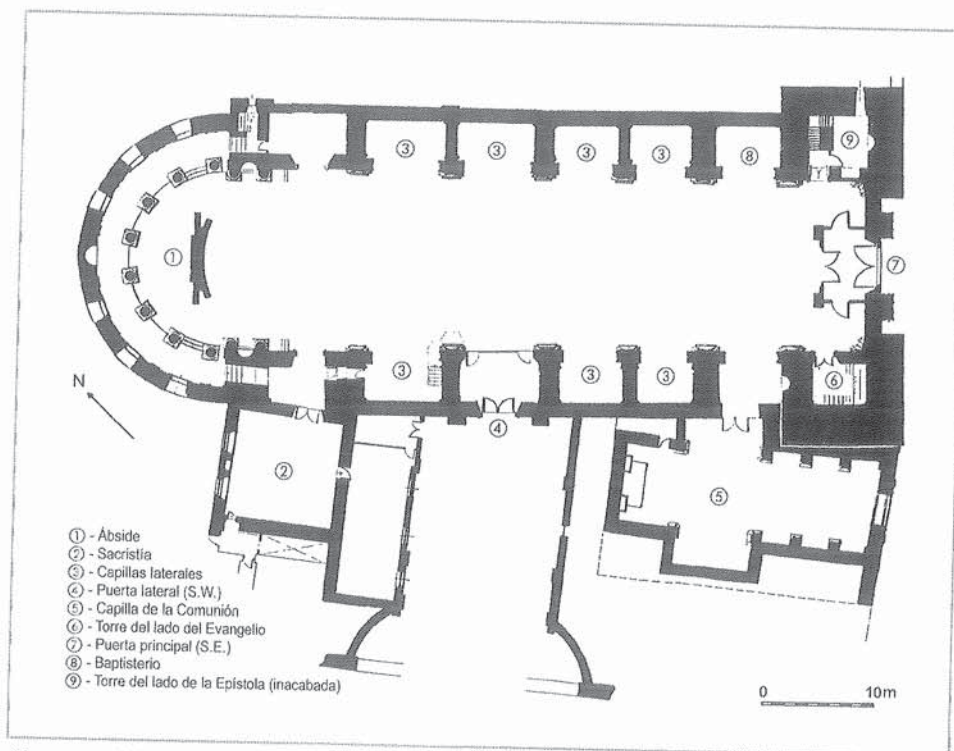 ③
③
③
③
⑧
⑨
①
⑦
N
③
④
③
③
⑥
②
⑤
① - Ábside
② - Sacristía
③ - Capillas laterales
④ - Puerta lateral (S.W.)
⑤ - Capilla de la Comunión
⑥ - Torre del lado del Evangelio
⑦ - Puerta principal (S.E.)
⑧ - Baptisterio
⑨ - Torre del lado de la Epístola (inacabada)
0 10m